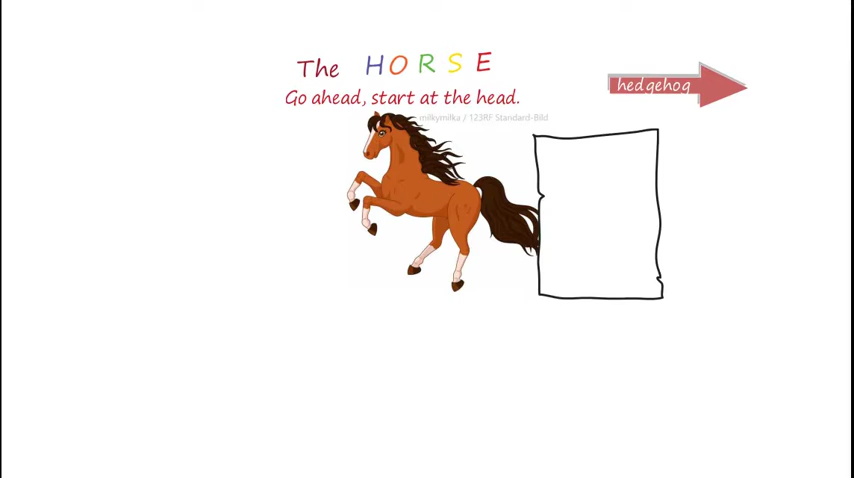 The HORSE
Go ahead, start at the head.
hedgehog
milkymilka / 123RF Standard-Bild